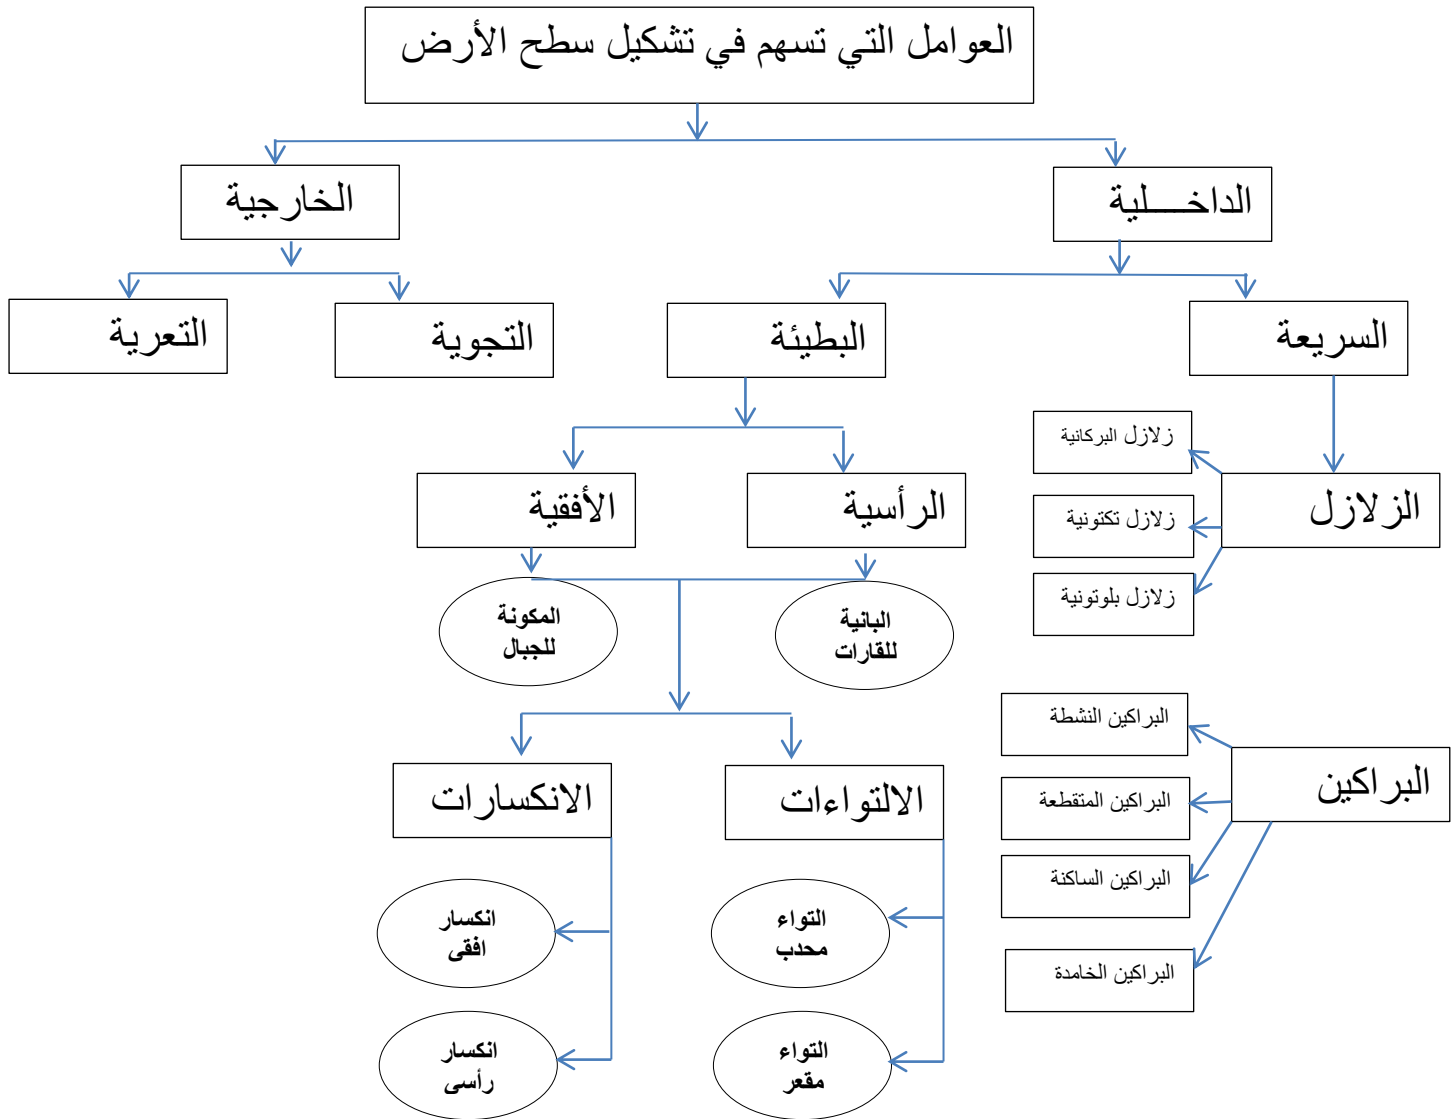 العوامل التي تسهم في تشكيل سطح الأرض
الداخـــــلية
الخارجية
السريعة
البطيئة
التجوية
التعرية
زلازل البركانية
الزلازل
زلازل تكتونية
زلازل بلوتونية
الرأسية
الأفقية
البانية
للقارات
المكونة
للجبال
البراكين
البراكين النشطة
البراكين المتقطعة
البراكين الساكنة
البراكين الخامدة
الالتواءات
الانكسارات
التواء
محدب
انكسار
افقى
التواء
مقعر
انكسار
رأسى